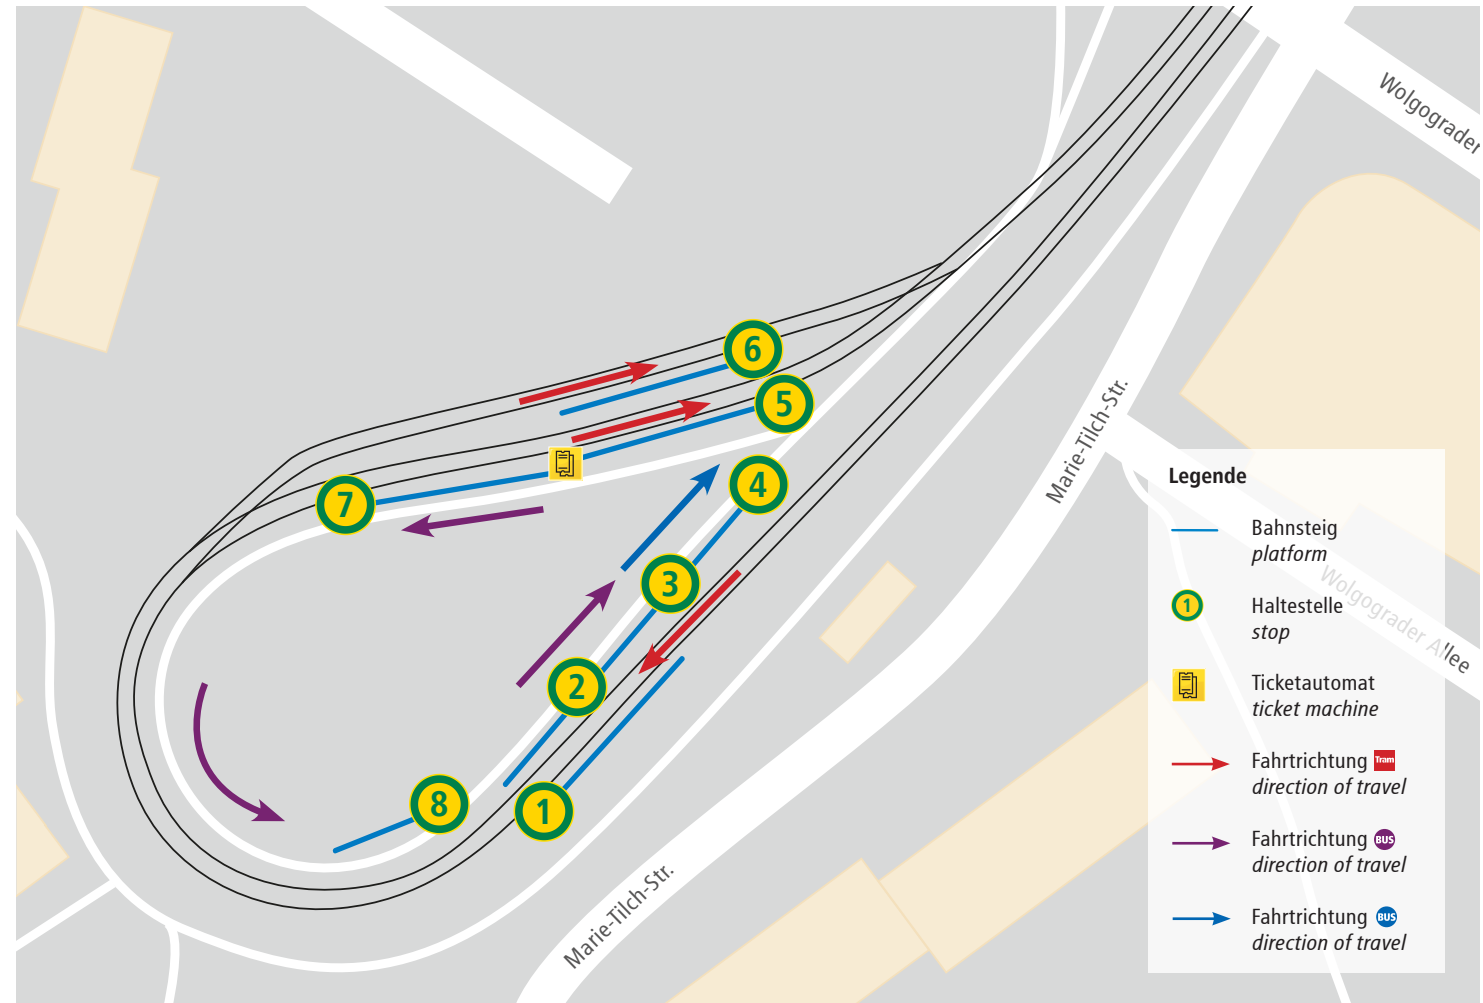 Wolgograder
Marie-Tilch-Str.
6
5
7
4
3
2
8
1
Marie-Tilch-Str.
Wolgograder Allee
Legende
Bahnsteig
platform
1
Haltestelle
stop
Ticketautomat
ticket machine
Fahrtrichtung Tram
direction of travel
Fahrtrichtung BUS
direction of travel
Fahrtrichtung BUS
direction of travel